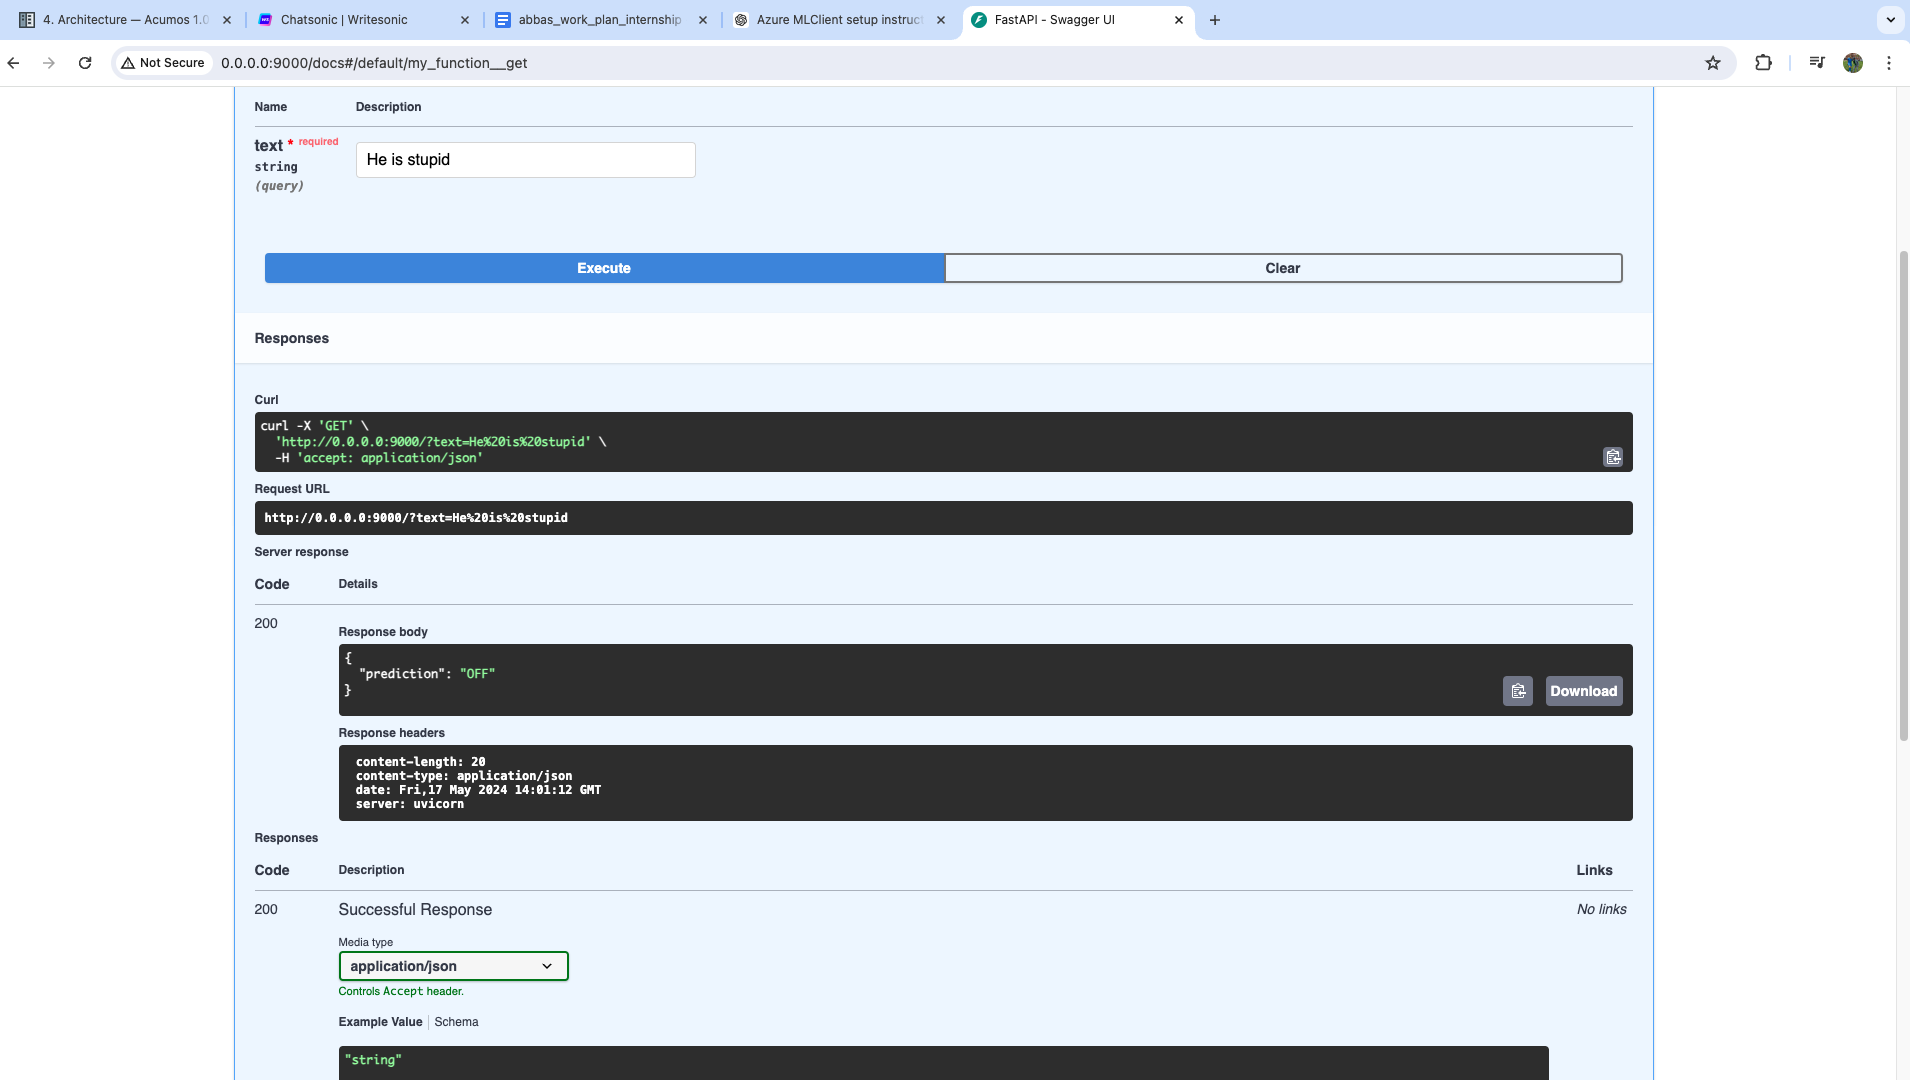 4. Architecture — Acumos 1.0
Chatsonic | Writesonic
abbas_work_plan_internship
Azure MLClient setup instruc
FastAPI - Swagger UI
Not Secure
0.0.0.0:9000/docs#/default/my_function__get
Name Description
text * required
He is stupid
string
(query)
Execute Clear
Responses
Curl
curl -X 'GET' \
'http://0.0.0.0:9000/?text=He%20is%20stupid' \
-H 'accept: application/json'
Request URL
http://0.0.0.0:9000/?text=He%20is%20stupid
Server response
Code Details
200
Response body
{
"prediction": "OFF"
}
Download
Response headers
content-length: 20
content-type: application/json
date: Fri,17 May 2024 14:01:12 GMT
server: uvicorn
Responses
Code Description Links
200 Successful Response No links
Media type
application/json
Controls Accept header.
Example Value Schema
"string"